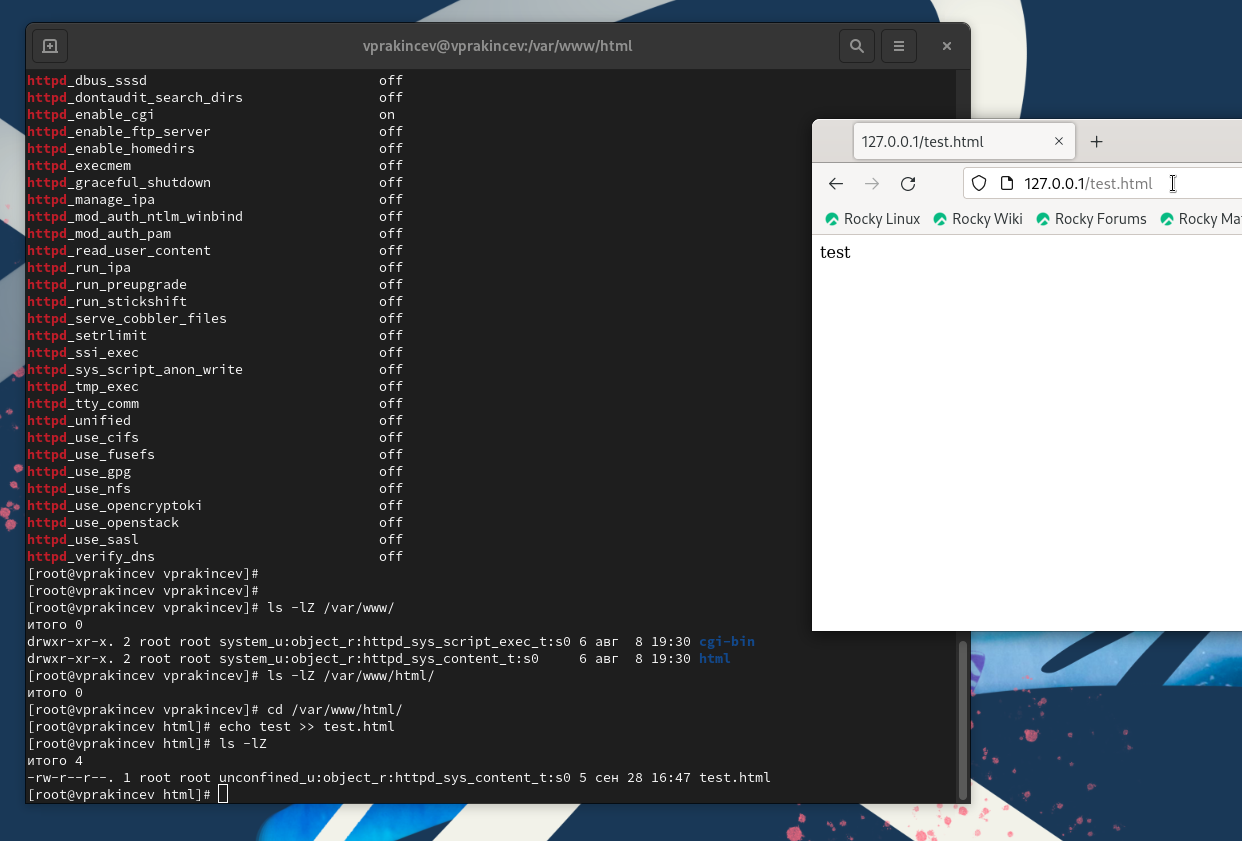 vprakincev@vprakincev:/var/www/html
httpd_dbus_sssd off
httpd_dontaudit_search_dirs off
httpd_enable_cgi on
httpd_enable_ftp_server off
httpd_enable_homedirs off
httpd_execmem off
httpd_graceful_shutdown off
httpd_manage_ipa off
httpd_mod_auth_ntlm_winbind off
httpd_mod_auth_pam off
httpd_read_user_content off
httpd_run_ipa off
httpd_run_preupgrade off
httpd_run_stickshift off
httpd_serve_cobbler_files off
httpd_setrlimit off
httpd_ssi_exec off
httpd_sys_script_anon_write off
httpd_tmp_exec off
httpd_tty_comm off
httpd_unified off
httpd_use_cifs off
httpd_use_fusefs off
httpd_use_gpg off
httpd_use_nfs off
httpd_use_opencryptoki off
httpd_use_openstack off
httpd_use_sasl off
httpd_verify_dns off
[root@vprakincev vprakincev]#
[root@vprakincev vprakincev]#
[root@vprakincev vprakincev]# ls -lZ /var/www/
итого 0
drwxr-xr-x. 2 root root system_u:object_r:httpd_sys_script_exec_t:s0 6 авг 8 19:30 cgi-bin
drwxr-xr-x. 2 root root system_u:object_r:httpd_sys_content_t:s0 6 авг 8 19:30 html
[root@vprakincev vprakincev]# ls -lZ /var/www/html/
итого 0
[root@vprakincev vprakincev]# cd /var/www/html/
[root@vprakincev html]# echo test >> test.html
[root@vprakincev html]# ls -lZ
итого 4
-rw-r--r--. 1 root root unconfined_u:object_r:httpd_sys_content_t:s0 5 сен 28 16:47 test.html
[root@vprakincev html]#
127.0.0.1/test.html
127.0.0.1/test.html
Rocky Linux Rocky Wiki Rocky Forums Rocky Ma
test